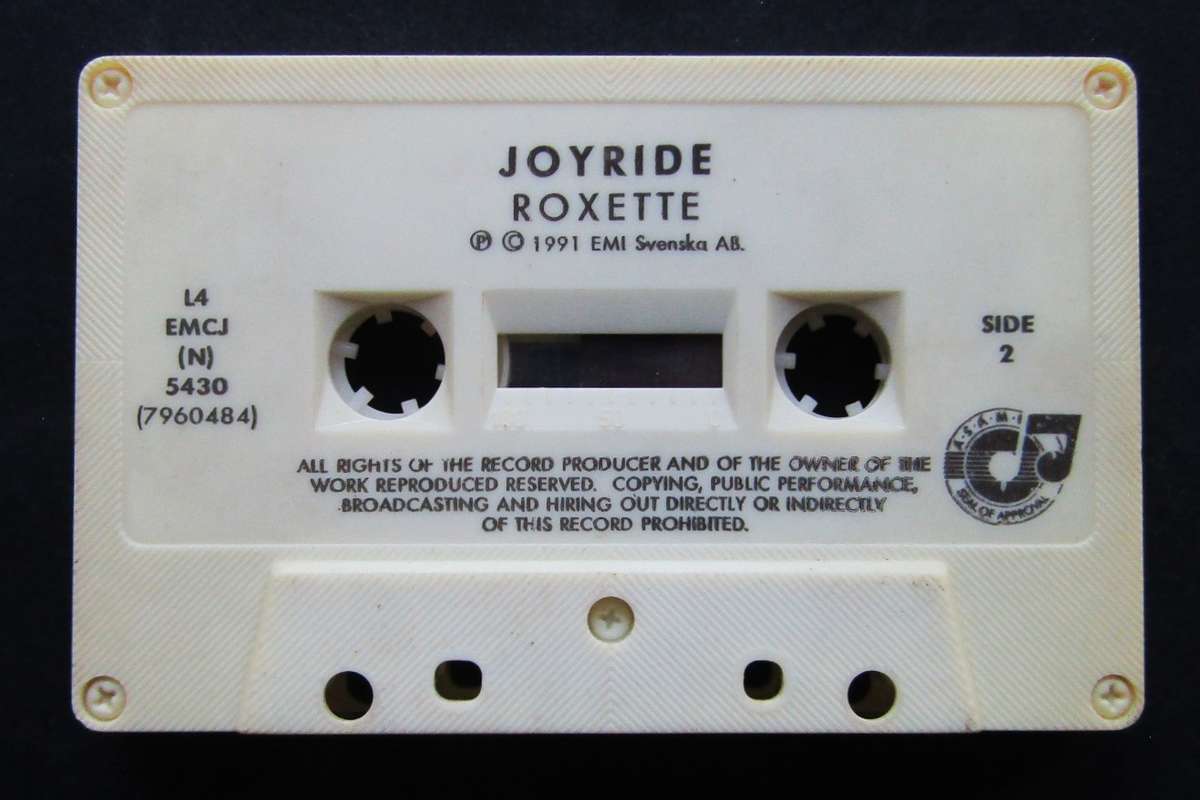 JOYRIDE
ROXETTE
Ⓟ © 1991 EMI Svenska AB.
L4
EMCJ
(N)
5430
(7960484)
SIDE
2
ALL RIGHTS OF THE RECORD PRODUCER AND OF THE OWNER OF THE
WORK REPRODUCED RESERVED. COPYING, PUBLIC PERFORMANCE,
BROADCASTING AND HIRING OUT DIRECTLY OR INDIRECTLY
OF THIS RECORD PROHIBITED.
A·S·A·M·I
SEAL OF APPROVAL